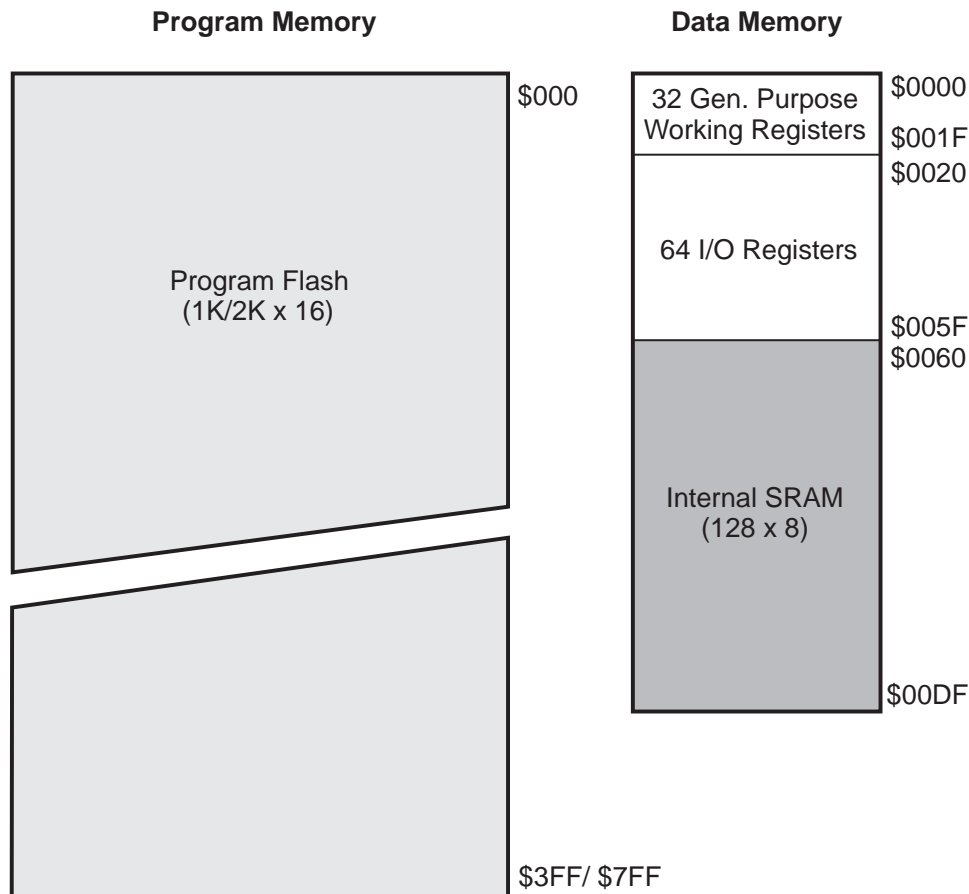 Program Memory
Data Memory
$000
Program Flash
(1K/2K x 16)
$3FF/ $7FF
32 Gen. Purpose
Working Registers
$0000
$001F
$0020
64 I/O Registers
$005F
$0060
Internal SRAM
(128 x 8)
$00DF